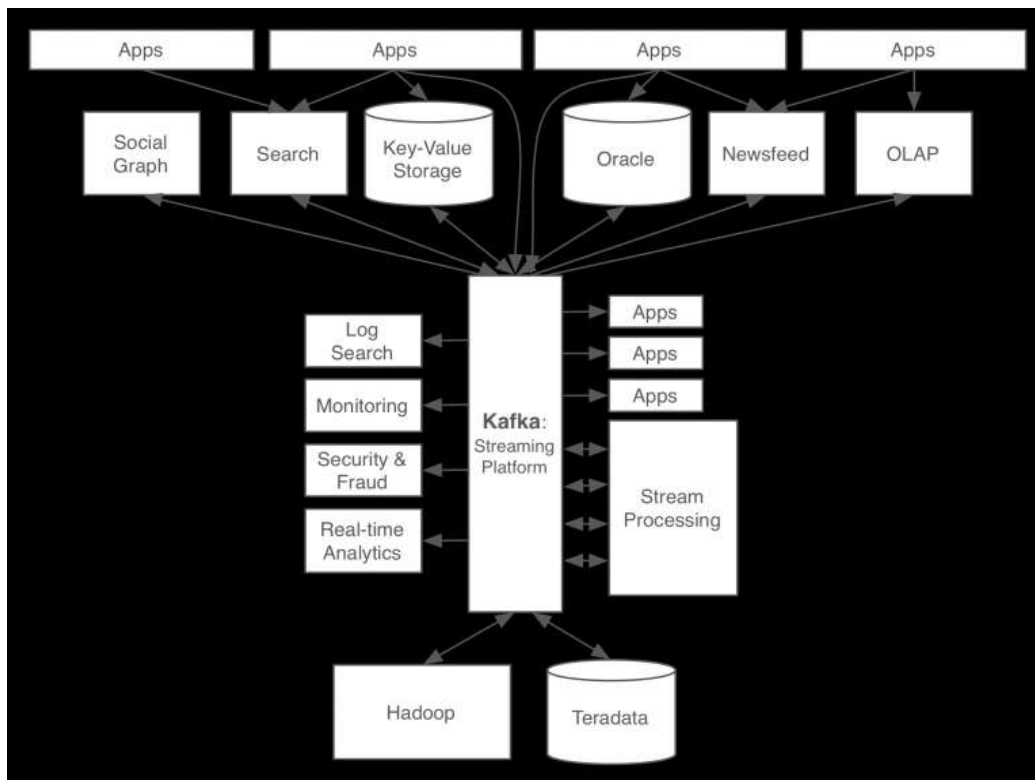 Apps
Apps
Apps
Apps
Social
Graph
Search
Key-Value
Storage
Oracle
Newsfeed
OLAP
Log
Search
Monitoring
Security &
Fraud
Real-time
Analytics
Kafka:
Streaming
Platform
Apps
Apps
Apps
Stream
Processing
Hadoop
Teradata